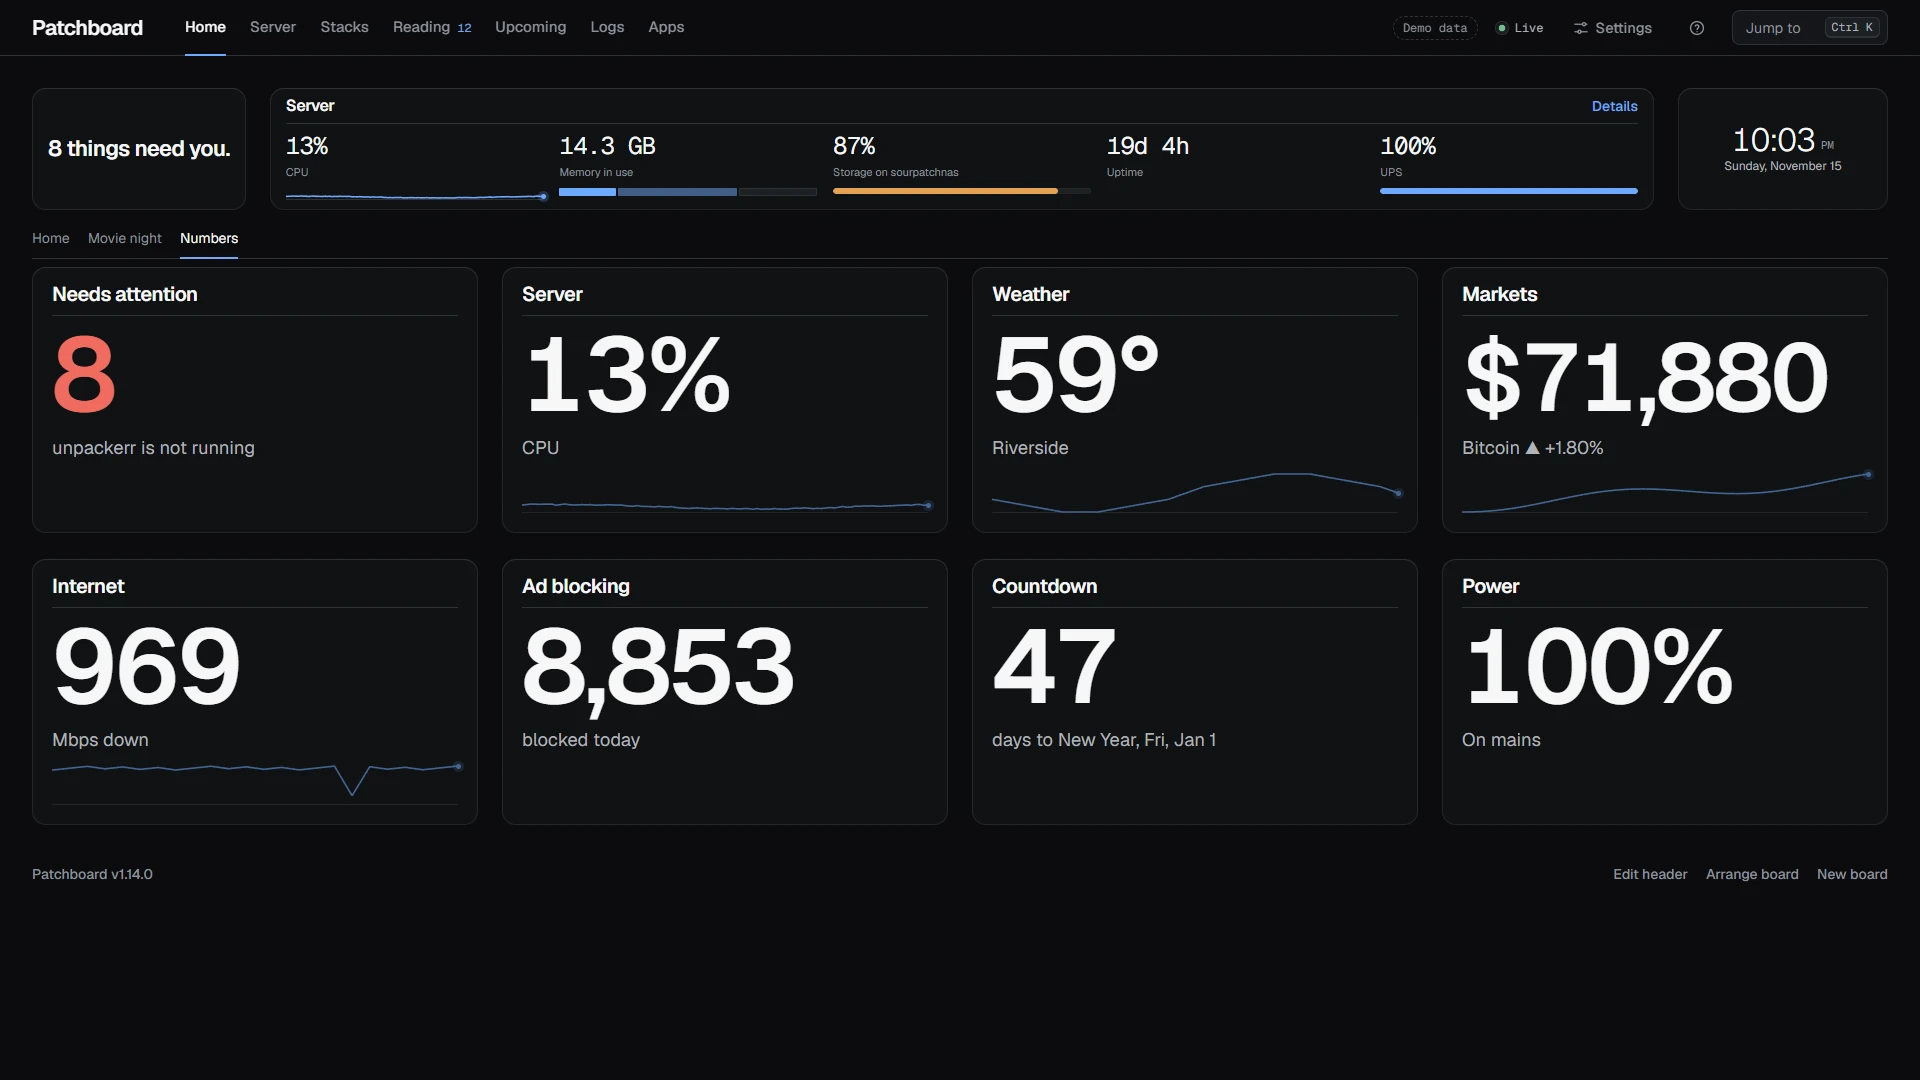 Patchboard Home Server Stacks Reading 12 Upcoming Logs Apps Demo data Live Settings Jump to Ctrl K
8 things need you.
Server Details
13% 14.3 GB 87% 19d 4h 100%
CPU Memory in use Storage on sourpatchnas Uptime UPS
10:03 PM
Sunday, November 15
Home Movie night Numbers
Needs attention
8
unpackerr is not running
Server
13%
CPU
Weather
59°
Riverside
Markets
$71,880
Bitcoin ▲ +1.80%
Internet
969
Mbps down
Ad blocking
8,853
blocked today
Countdown
47
days to New Year, Fri, Jan 1
Power
100%
On mains
Patchboard v1.14.0 Edit header Arrange board New board